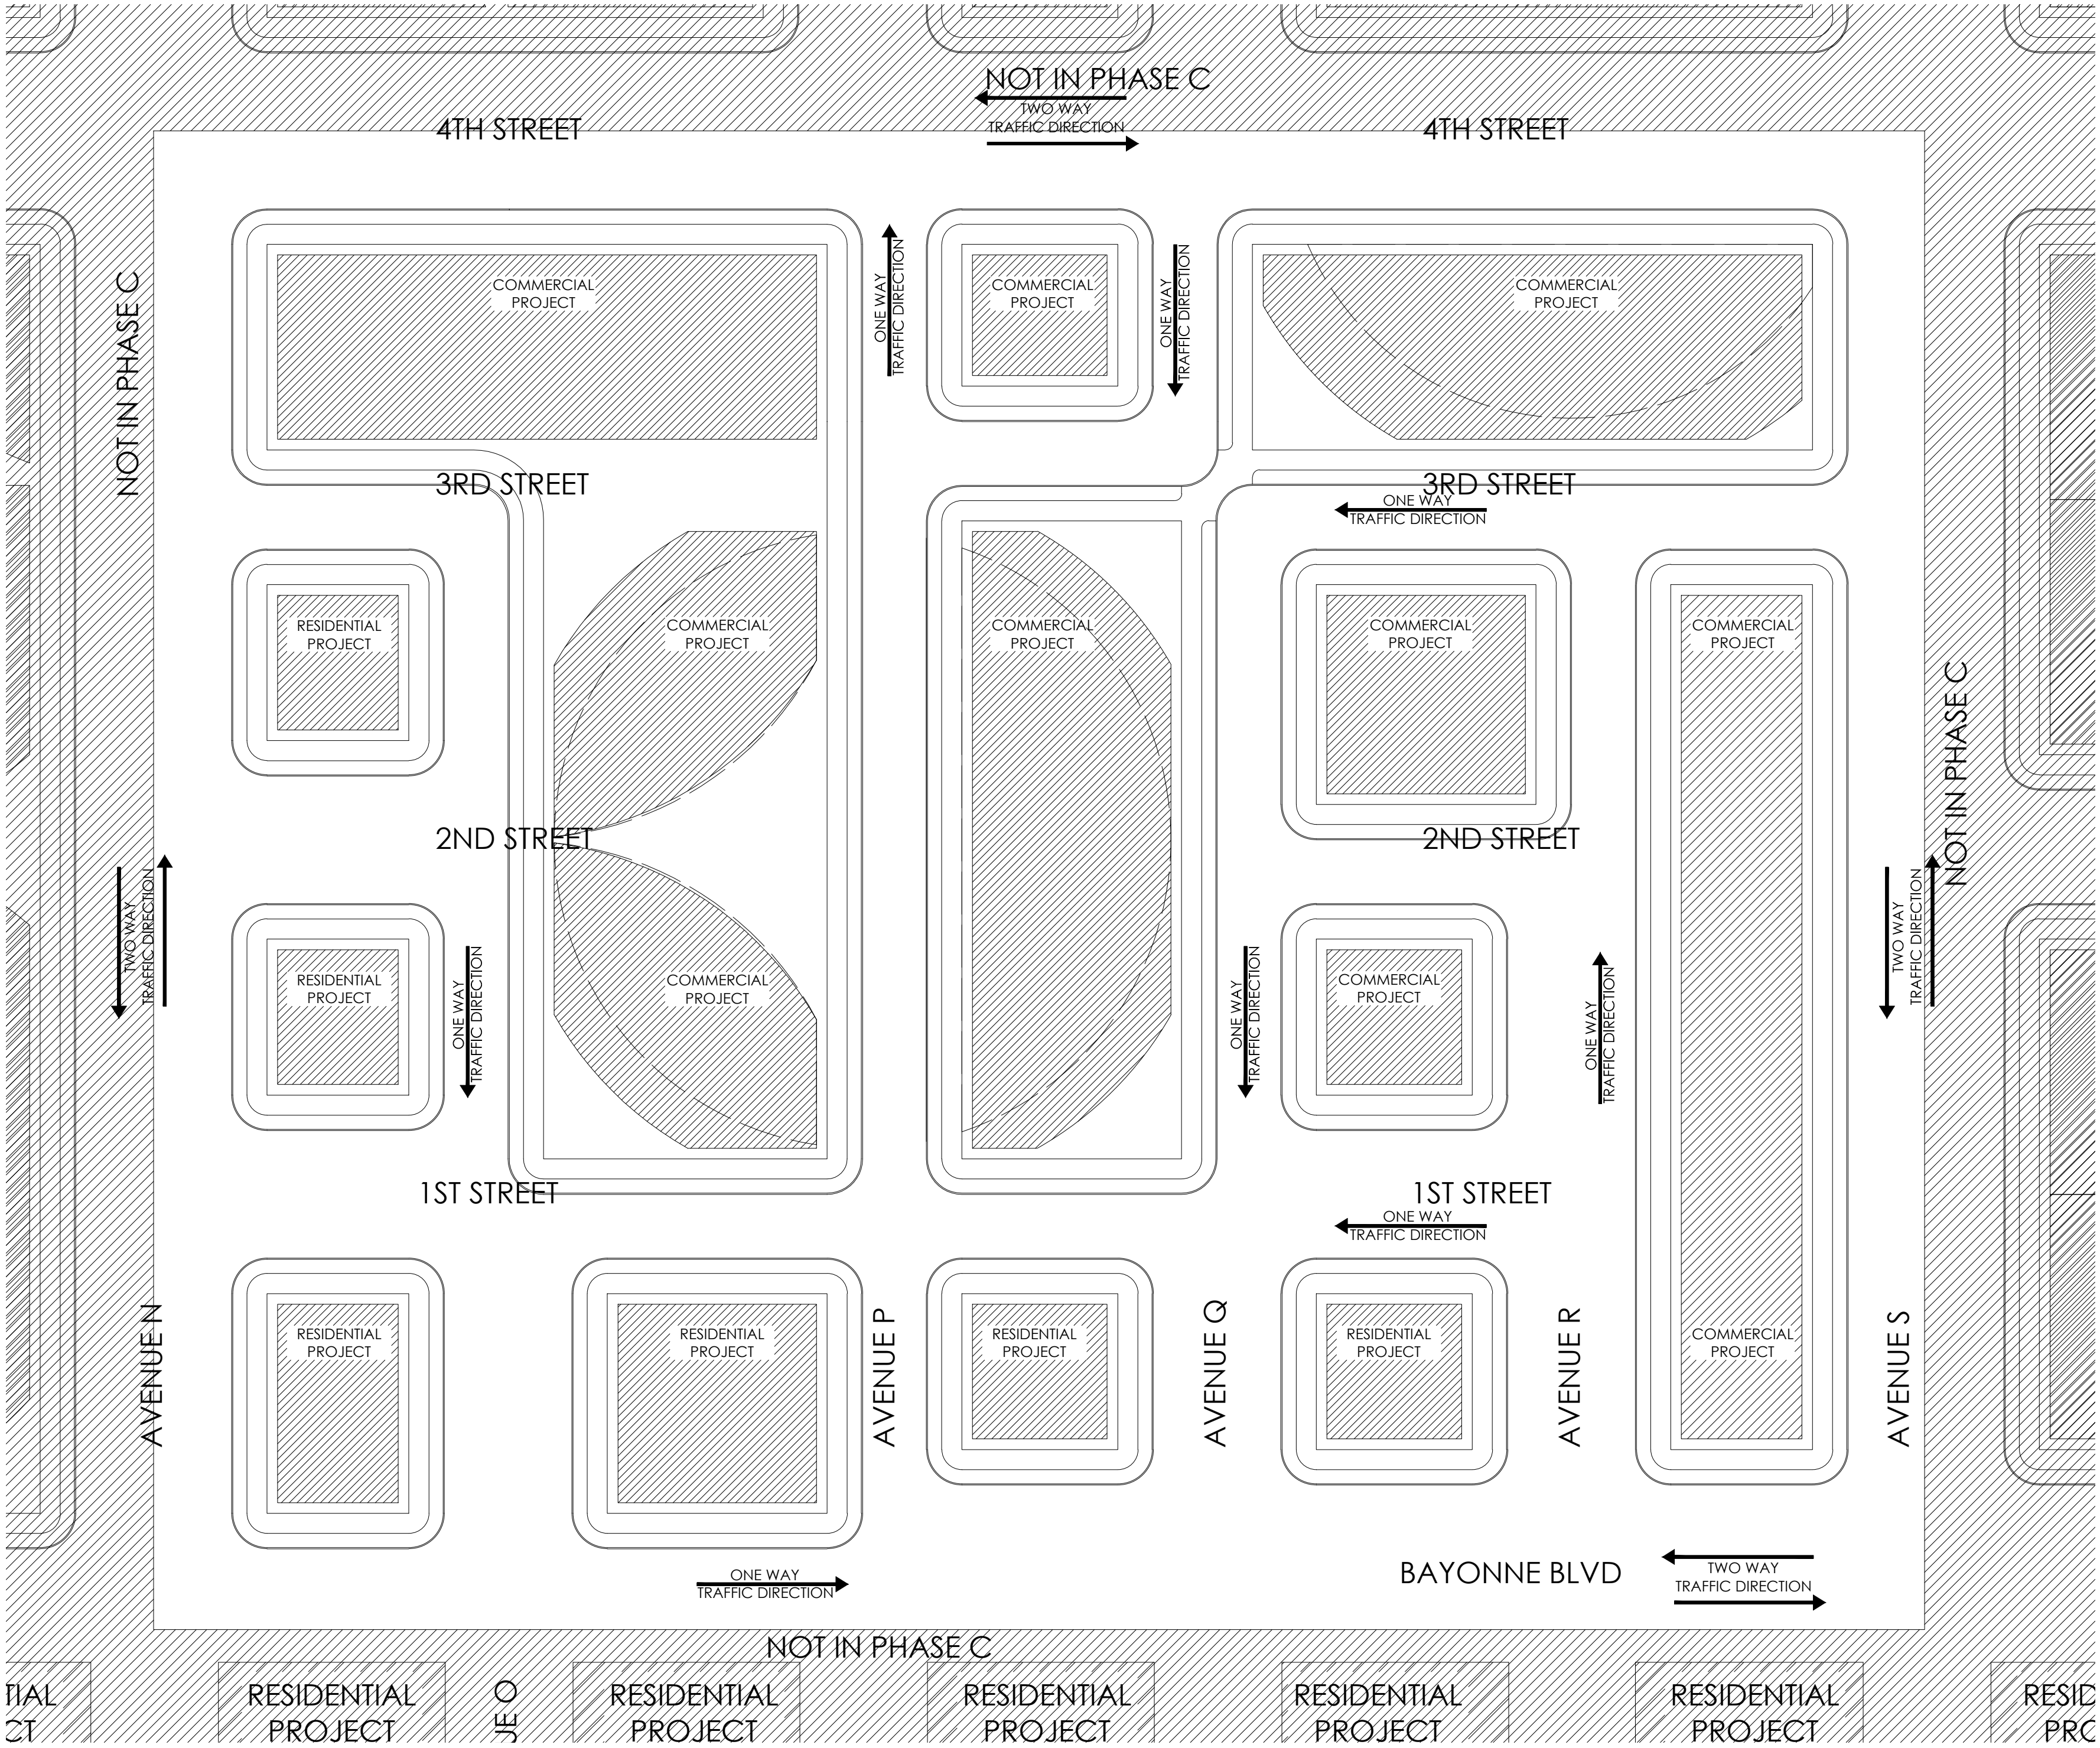 NOT IN PHASE C
TWO WAY
TRAFFIC DIRECTION
4TH STREET
4TH STREET
NOT IN PHASE C
COMMERCIAL
PROJECT
ONE WAY
TRAFFIC DIRECTION
COMMERCIAL
PROJECT
ONE WAY
TRAFFIC DIRECTION
COMMERCIAL
PROJECT
3RD STREET
3RD STREET
ONE WAY
TRAFFIC DIRECTION
RESIDENTIAL
PROJECT
COMMERCIAL
PROJECT
COMMERCIAL
PROJECT
COMMERCIAL
PROJECT
COMMERCIAL
PROJECT
NOT IN PHASE C
2ND STREET
2ND STREET
TWO WAY
TRAFFIC DIRECTION
RESIDENTIAL
PROJECT
ONE WAY
TRAFFIC DIRECTION
COMMERCIAL
PROJECT
ONE WAY
TRAFFIC DIRECTION
COMMERCIAL
PROJECT
ONE WAY
TRAFFIC DIRECTION
TWO WAY
TRAFFIC DIRECTION
1ST STREET
1ST STREET
ONE WAY
TRAFFIC DIRECTION
AVENUE N
RESIDENTIAL
PROJECT
RESIDENTIAL
PROJECT
AVENUE P
RESIDENTIAL
PROJECT
AVENUE Q
RESIDENTIAL
PROJECT
AVENUE R
COMMERCIAL
PROJECT
AVENUE S
ONE WAY
TRAFFIC DIRECTION
BAYONNE BLVD
TWO WAY
TRAFFIC DIRECTION
NOT IN PHASE C
TIAL
CT
RESIDENTIAL
PROJECT
UE O
RESIDENTIAL
PROJECT
RESIDENTIAL
PROJECT
RESIDENTIAL
PROJECT
RESIDENTIAL
PROJECT
RESID
PRO